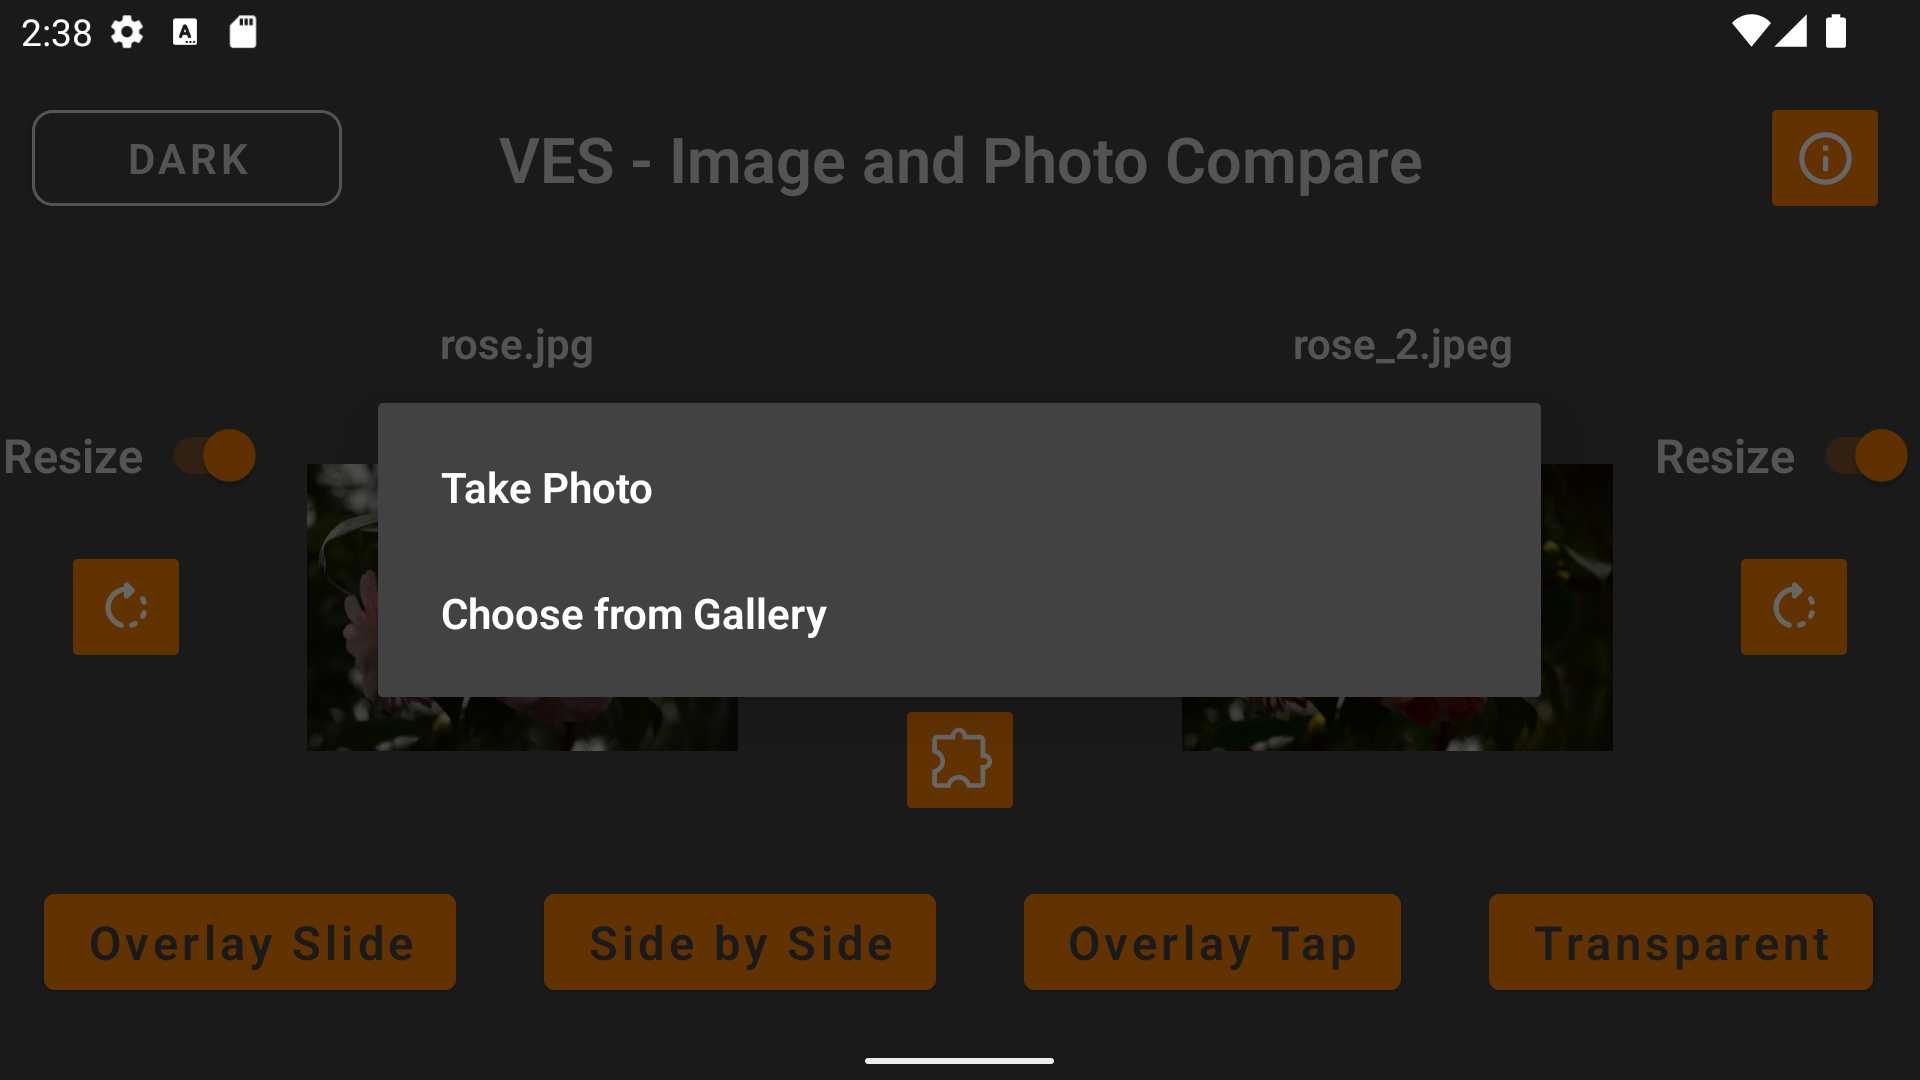 2:38
DARK
VES - Image and Photo Compare
rose.jpg
rose_2.jpeg
Resize
Resize
Take Photo
Choose from Gallery
Overlay Slide
Side by Side
Overlay Tap
Transparent